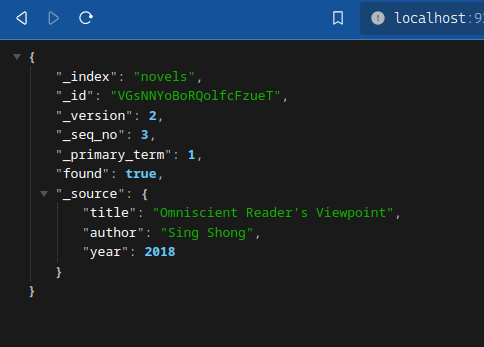 localhost:92
{
"_index": "novels",
"_id": "VGsNNYoBoRQolfcFzueT",
"_version": 2,
"_seq_no": 3,
"_primary_term": 1,
"found": true,
"_source": {
"title": "Omniscient Reader's Viewpoint",
"author": "Sing Shong",
"year": 2018
}
}